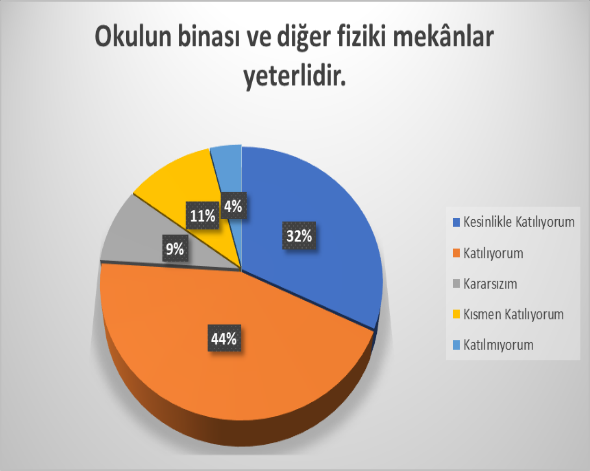 Okulun binası ve diğer fiziki mekânlar
yeterlidir.
4%
11%
32%
9%
44%
Kesinlikle Katılıyorum
Katılıyorum
Kararsızım
Kısmen Katılıyorum
Katılmıyorum